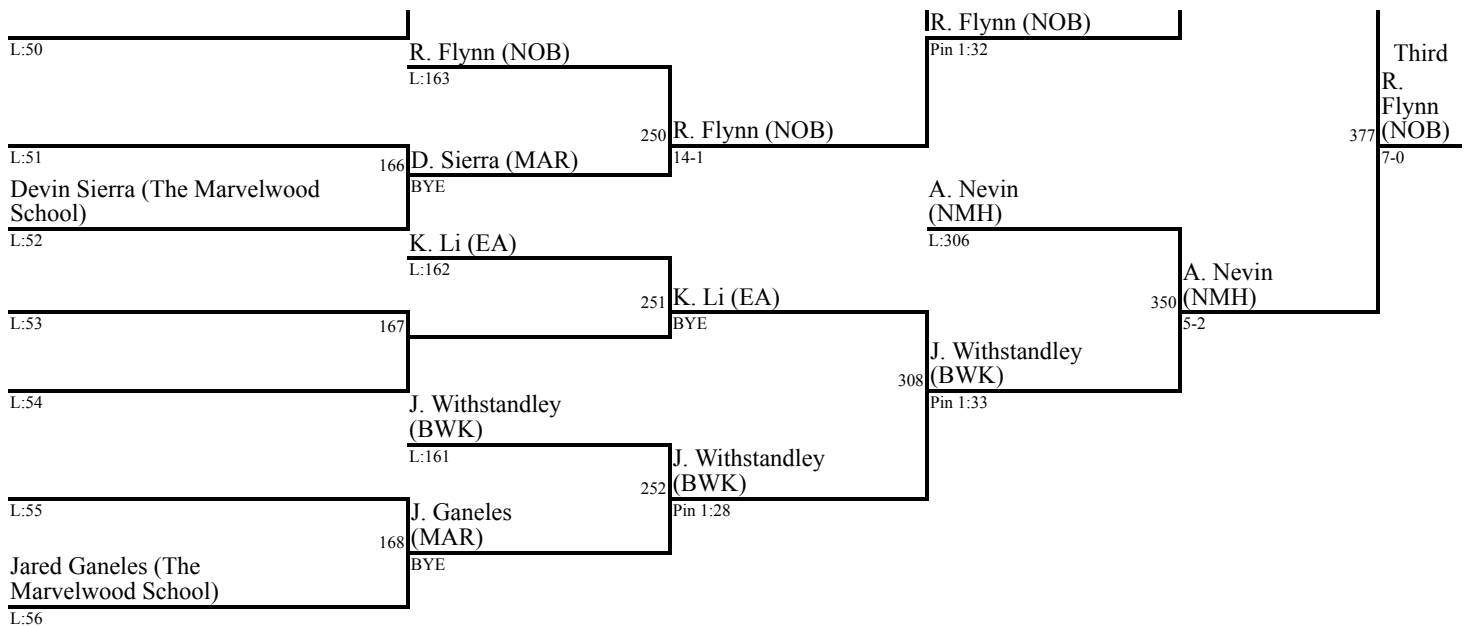 R. Flynn (NOB)
L:50
Pin 1:32
R. Flynn (NOB)
L:163
Third
R.
Flynn
(NOB)
377
7-0
250
R. Flynn (NOB)
14-1
L:51
166
D. Sierra (MAR)
BYE
Devin Sierra (The Marvelwood
School)
L:52
A. Nevin
(NMH)
L:306
K. Li (EA)
L:162
A. Nevin
350
(NMH)
5-2
251
K. Li (EA)
BYE
L:53
167
J. Withstandley
308
(BWK)
Pin 1:33
L:54
J. Withstandley
(BWK)
L:161
J. Withstandley
252
(BWK)
Pin 1:28
L:55
J. Ganeles
168
(MAR)
BYE
Jared Ganeles (The
Marvelwood School)
L:56